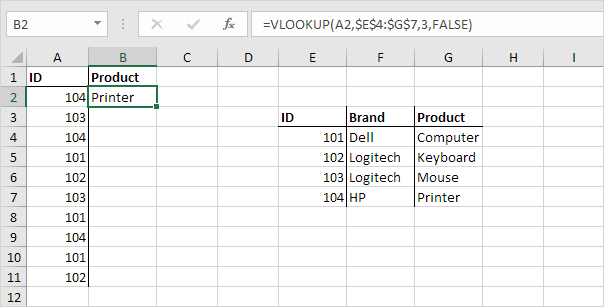 B2 fx =VLOOKUP(A2,$E$4:$G$7,3,FALSE)
A B C D E F G H I
1 ID Product
2 104 Printer
3 103 ID Brand Product
4 104 101 Dell Computer
5 101 102 Logitech Keyboard
6 102 103 Logitech Mouse
7 103 104 HP Printer
8 101
9 104
10 101
11 102
12